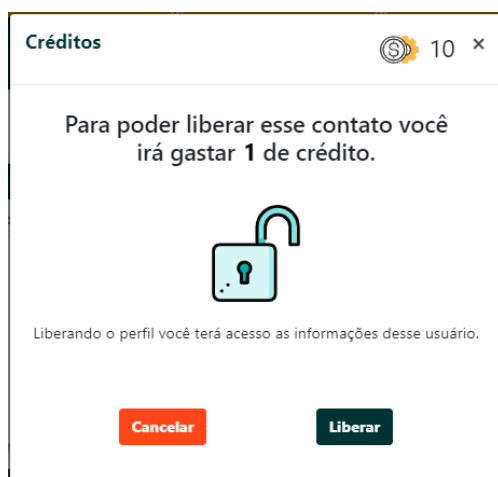 Créditos
10 ×
Para poder liberar esse contato você
irá gastar 1 de crédito.
Liberando o perfil você terá acesso as informações desse usuário.
Cancelar
Liberar